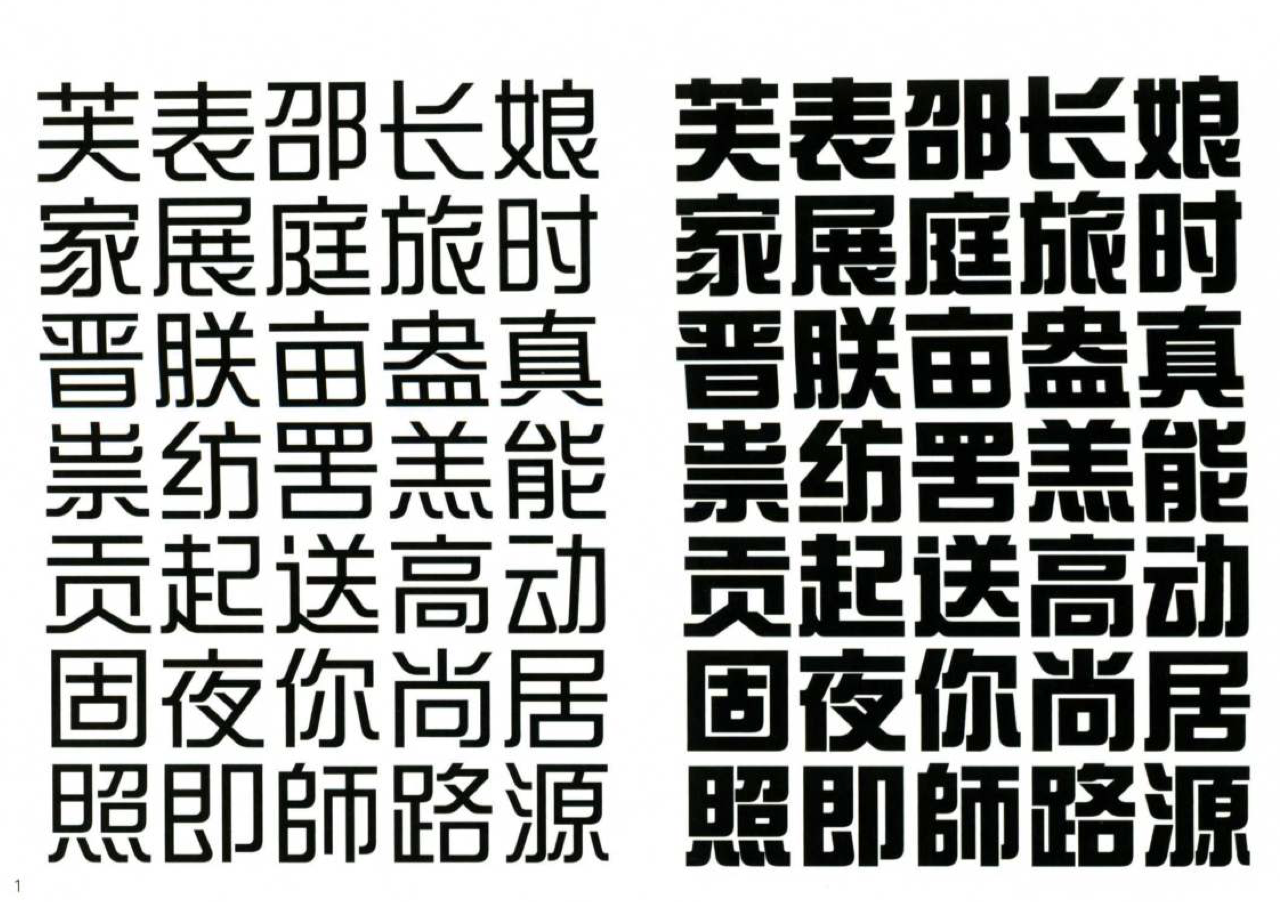 芙表邵长娘
家展庭旅时
晋朕亩盎真
祟纺罟羔能
贡起送高动
固夜你尚居
照即師路源
芙表邵长娘
家展庭旅时
晋朕亩盎真
祟纺罟羔能
贡起送高动
固夜你尚居
照即師路源
1